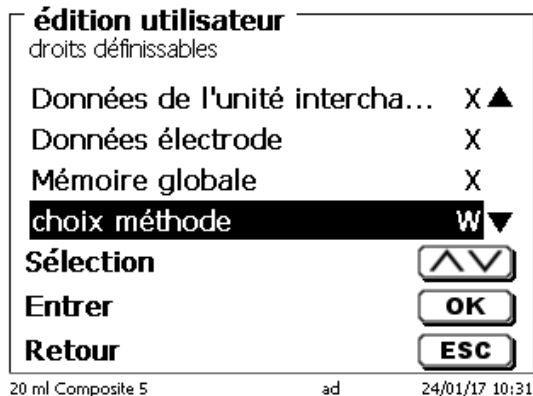 édition utilisateur
droits définissables
Données de l'unité intercha... X
Données électrode X
Mémoire globale X
choix méthode W
Sélection
Entrer OK
Retour ESC
20 ml Composite 5 ad 24/01/17 10:31